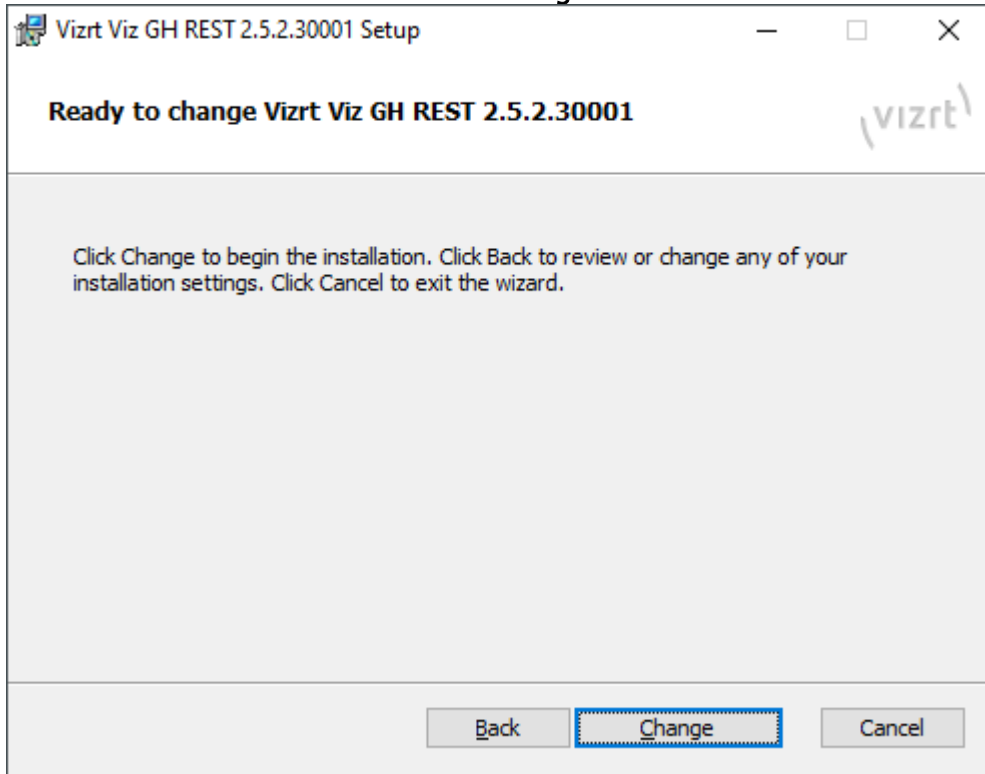 Vizrt Viz GH REST 2.5.2.30001 Setup
Ready to change Vizrt Viz GH REST 2.5.2.30001
vizrt
Click Change to begin the installation. Click Back to review or change any of your
installation settings. Click Cancel to exit the wizard.
Back
Change
Cancel